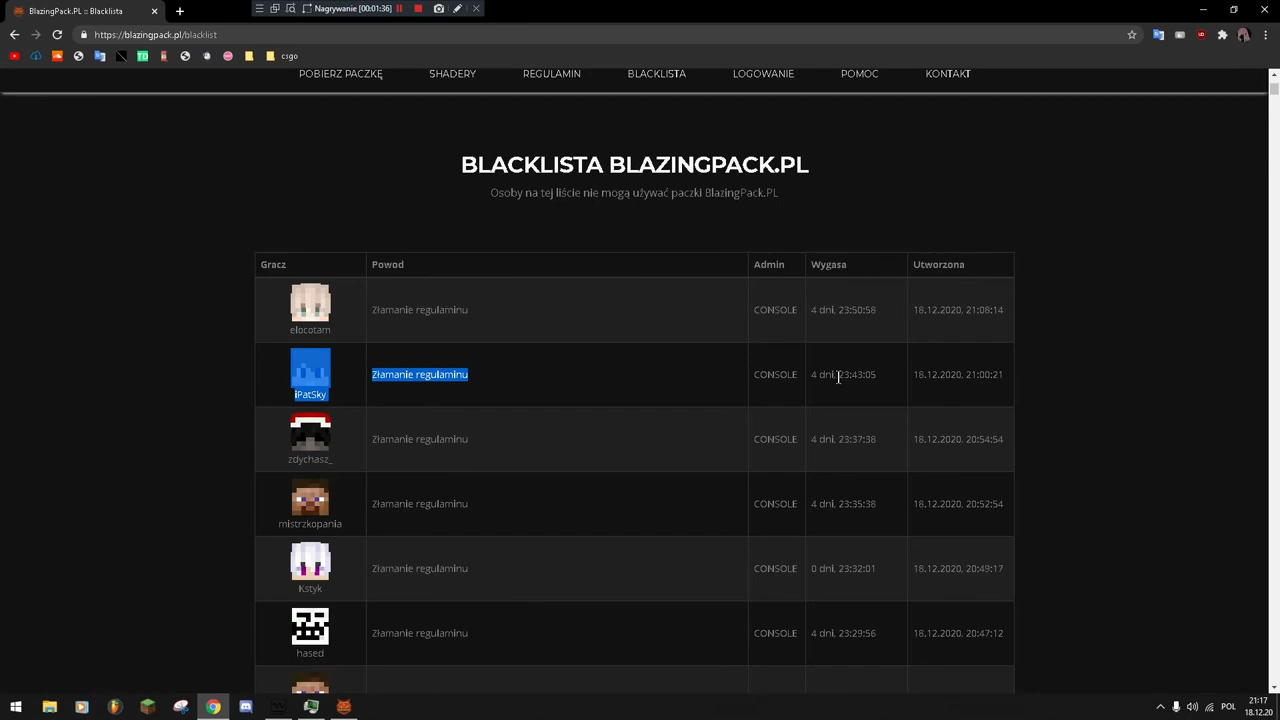 BlazingPack.PL :: Blacklista
Nagrywanie [00:01:36]
https://blazingpack.pl/blacklist
csgo
POBIERZ PACZKĘ SHADERY REGULAMIN BLACKLISTA LOGOWANIE POMOC KONTAKT
BLACKLISTA BLAZINGPACK.PL
Osoby na tej liście nie mogą używać paczki BlazingPack.PL
Gracz Powod Admin Wygasa Utworzona
Złamanie regulaminu CONSOLE 4 dni, 23:50:58 18.12.2020, 21:08:14
elocotam
Złamanie regulaminu CONSOLE 4 dni, 23:43:05 18.12.2020, 21:00:21
iPatSky
Złamanie regulaminu CONSOLE 4 dni, 23:37:38 18.12.2020, 20:54:54
zdychasz_
Złamanie regulaminu CONSOLE 4 dni, 23:35:38 18.12.2020, 20:52:54
mistrzkopania
Złamanie regulaminu CONSOLE 0 dni, 23:32:01 18.12.2020, 20:49:17
Kstyk
Złamanie regulaminu CONSOLE 4 dni, 23:29:56 18.12.2020, 20:47:12
hased
POL
21:17
18.12.20